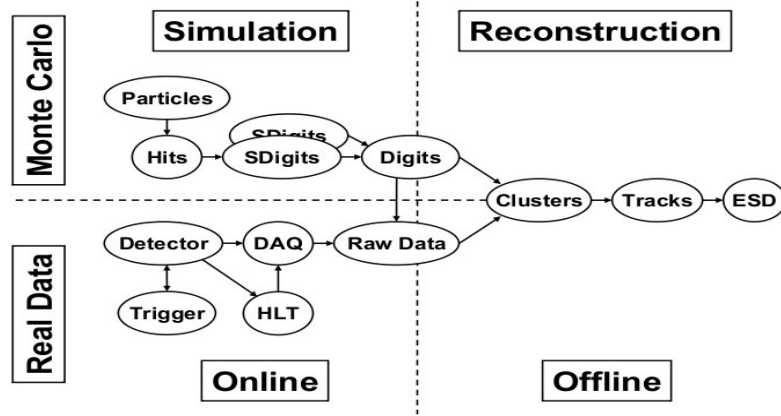 Simulation
Reconstruction
Monte Carlo
Particles
SDigits
Hits
SDigits
Digits
Clusters
Tracks
ESD
Real Data
Detector
DAQ
Raw Data
Trigger
HLT
Online
Offline